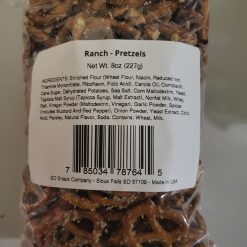 Ranch - Pretzels
Net Wt. 8oz (227g)
INGREDIENTS: Enriched Flour (Wheat Flour, Niacin, Reduced Iron,
Thiamine Mononitrate, Riboflavin, Folic Acid), Canola Oil, Cornstarch,
Cane Sugar, Dehydrated Potatoes, Sea Salt, Corn Maltodextrin, Yeast,
Tapioca Malt Syrup (Tapioca Syrup, Malt Extract), Nonfat Milk, Whey,
Salt, Vinegar Powder (Maltodextrin, Vinegar), Garlic Powder, Spices
(Includes Mustard And Red Pepper), Onion Powder, Yeast Extract, Citric
Acid, Parsley, Natural Flavor, Soda. Contains: Wheat, Milk.
7 85034 78764 5
SD Snack Company - Sioux Falls SD 57108 - Made in USA